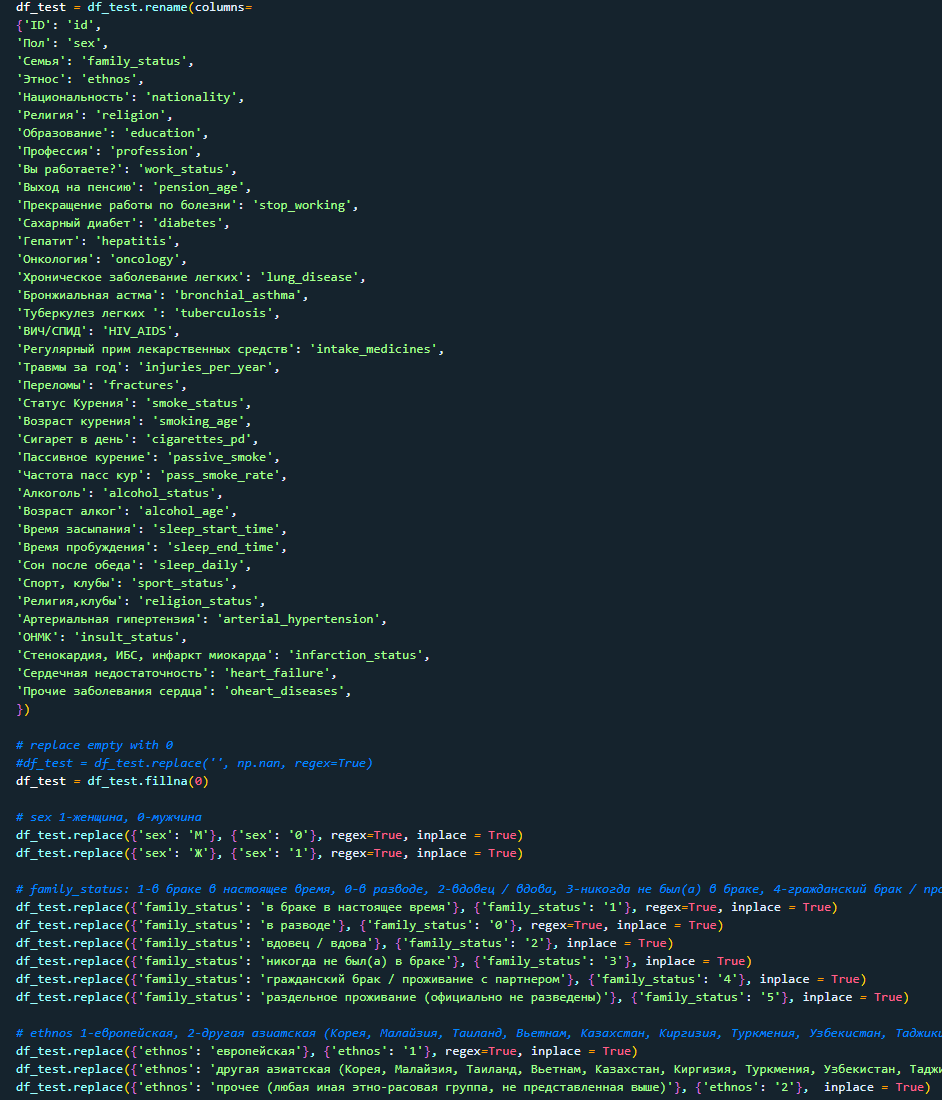 df_test = df_test.rename(columns=
{'ID': 'id',
'Пол': 'sex',
'Семья': 'family_status',
'Этнос': 'ethnos',
'Национальность': 'nationality',
'Религия': 'religion',
'Образование': 'education',
'Профессия': 'profession',
'Вы работаете?': 'work_status',
'Выход на пенсию': 'pension_age',
'Прекращение работы по болезни': 'stop_working',
'Сахарный диабет': 'diabetes',
'Гепатит': 'hepatitis',
'Онкология': 'oncology',
'Хроническое заболевание легких': 'lung_disease',
'Бронжиальная астма': 'bronchial_asthma',
'Туберкулез легких ': 'tuberculosis',
'ВИЧ/СПИД': 'HIV_AIDS',
'Регулярный прим лекарственных средств': 'intake_medicines',
'Травмы за год': 'injuries_per_year',
'Переломы': 'fractures',
'Статус Курения': 'smoke_status',
'Возраст курения': 'smoking_age',
'Сигарет в день': 'cigarettes_pd',
'Пассивное курение': 'passive_smoke',
'Частота пасс кур': 'pass_smoke_rate',
'Алкоголь': 'alcohol_status',
'Возраст алког': 'alcohol_age',
'Время засыпания': 'sleep_start_time',
'Время пробуждения': 'sleep_end_time',
'Сон после обеда': 'sleep_daily',
'Спорт, клубы': 'sport_status',
'Религия,клубы': 'religion_status',
'Артериальная гипертензия': 'arterial_hypertension',
'ОНМК': 'insult_status',
'Стенокардия, ИБС, инфаркт миокарда': 'infarction_status',
'Сердечная недостаточность': 'heart_failure',
'Прочие заболевания сердца': 'oheart_diseases',
})
# replace empty with 0
#df_test = df_test.replace('', np.nan, regex=True)
df_test = df_test.fillna(0)
# sex 1-женщина, 0-мужчина
df_test.replace({'sex': 'М'}, {'sex': '0'}, regex=True, inplace = True)
df_test.replace({'sex': 'Ж'}, {'sex': '1'}, regex=True, inplace = True)
# family_status: 1-в браке в настоящее время, 0-в разводе, 2-вдовец / вдова, 3-никогда не был(а) в браке, 4-гражданский брак / про
df_test.replace({'family_status': 'в браке в настоящее время'}, {'family_status': '1'}, regex=True, inplace = True)
df_test.replace({'family_status': 'в разводе'}, {'family_status': '0'}, regex=True, inplace = True)
df_test.replace({'family_status': 'вдовец / вдова'}, {'family_status': '2'}, inplace = True)
df_test.replace({'family_status': 'никогда не был(а) в браке'}, {'family_status': '3'}, inplace = True)
df_test.replace({'family_status': 'гражданский брак / проживание с партнером'}, {'family_status': '4'}, inplace = True)
df_test.replace({'family_status': 'раздельное проживание (официально не разведены)'}, {'family_status': '5'}, inplace = True)
# ethnos 1-европейская, 2-другая азиатская (Корея, Малайзия, Таиланд, Вьетнам, Казахстан, Киргизия, Туркмения, Узбекистан, Таджики
df_test.replace({'ethnos': 'европейская'}, {'ethnos': '1'}, regex=True, inplace = True)
df_test.replace({'ethnos': 'другая азиатская (Корея, Малайзия, Таиланд, Вьетнам, Казахстан, Киргизия, Туркмения, Узбекистан, Таджи
df_test.replace({'ethnos': 'прочее (любая иная этно-расовая группа, не представленная выше)'}, {'ethnos': '2'},  inplace = True)